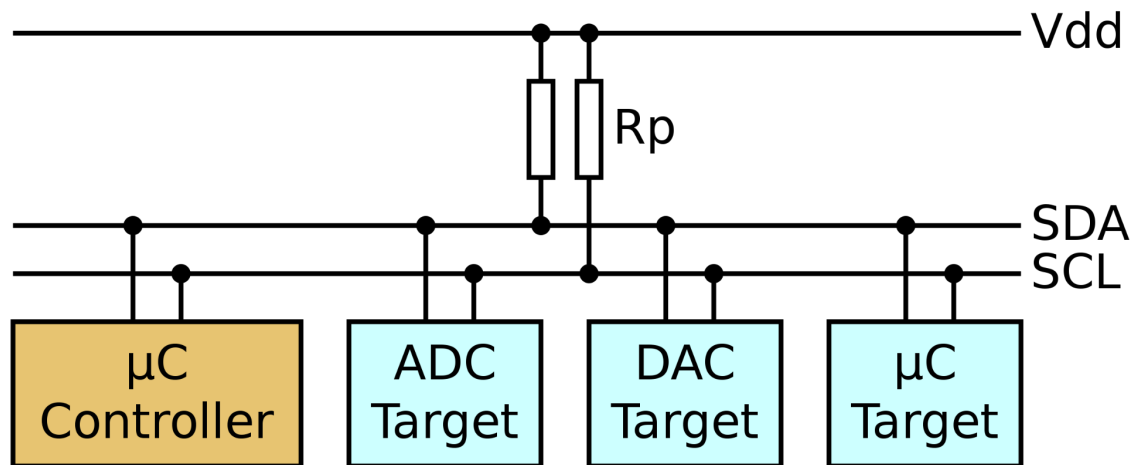 Vdd
Rp
SDA
SCL
µC
Controller
ADC
Target
DAC
Target
µC
Target